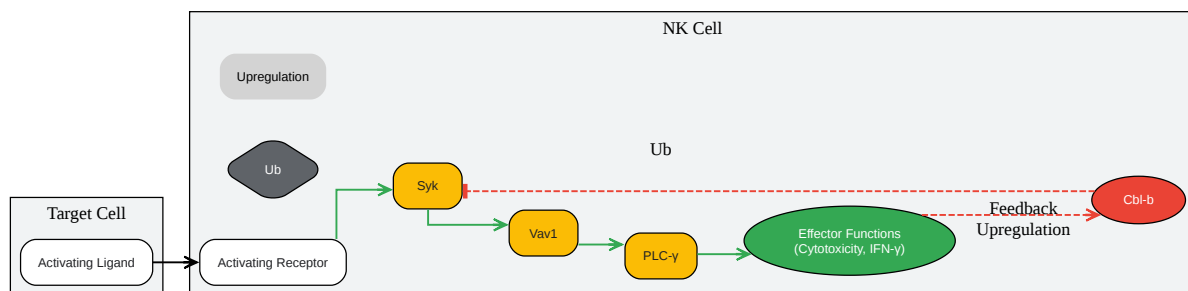 NK Cell
Upregulation
Ub
Ub
Syk
Cbl-b
Target Cell
Feedback
Upregulation
Vav1
Effector Functions
(Cytotoxicity, IFN-γ)
PLC-γ
Activating Ligand
Activating Receptor